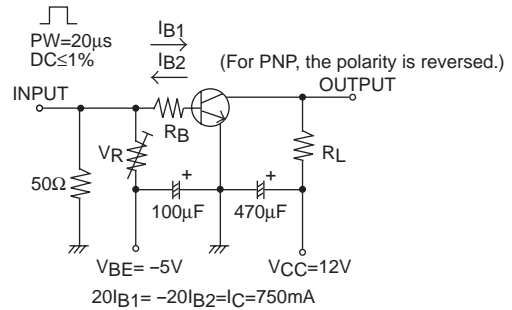 PW=20μs
DC≤1%
IB1
IB2
(For PNP, the polarity is reversed.)
INPUT
OUTPUT
RB
VR
RL
50Ω
+
+
100μF
470μF
VBE= –5V
VCC=12V
20IB1= –20IB2=IC=750mA